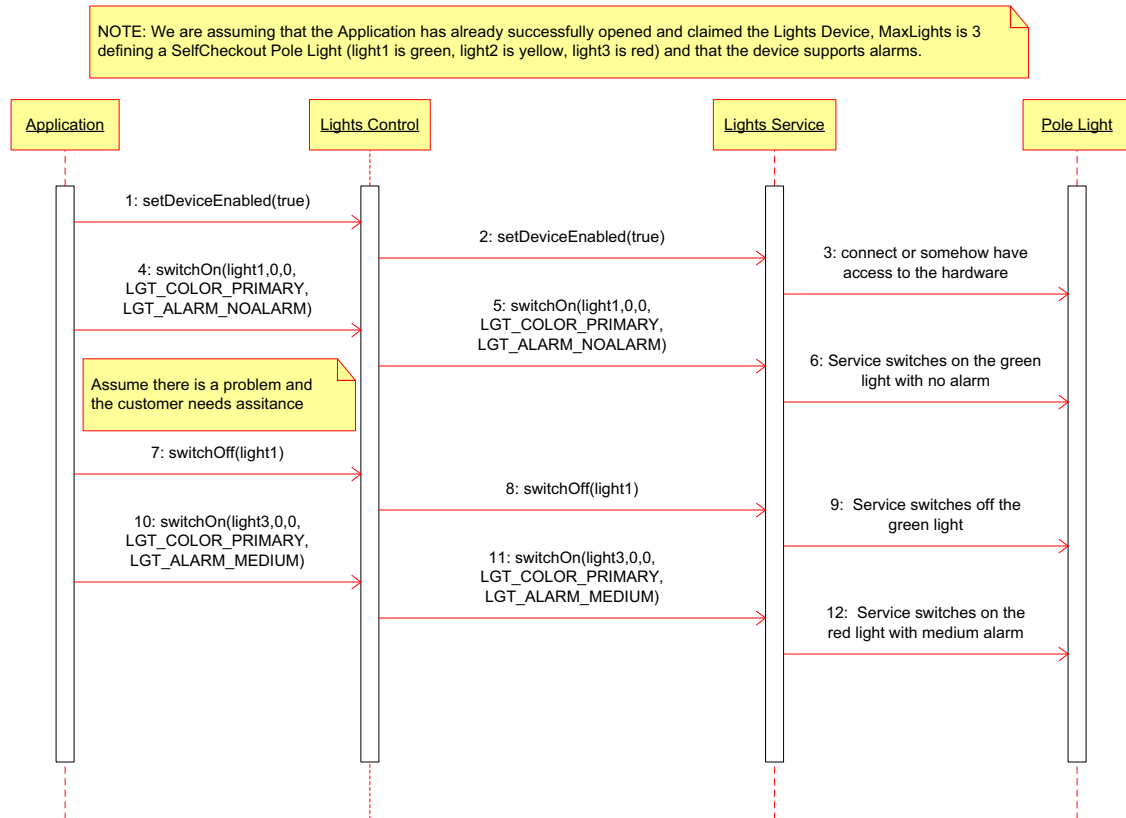 NOTE: We are assuming that the Application has already successfully opened and claimed the Lights Device, MaxLights is 3
defining a SelfCheckout Pole Light (light1 is green, light2 is yellow, light3 is red) and that the device supports alarms.
Application
Lights Control
Lights Service
Pole Light
1: setDeviceEnabled(true)
2: setDeviceEnabled(true)
3: connect or somehow have
access to the hardware
4: switchOn(light1,0,0,
LGT_COLOR_PRIMARY,
LGT_ALARM_NOALARM)
5: switchOn(light1,0,0,
LGT_COLOR_PRIMARY,
LGT_ALARM_NOALARM)
6: Service switches on the green
light with no alarm
Assume there is a problem and
the customer needs assitance
7: switchOff(light1)
8: switchOff(light1)
9:  Service switches off the
green light
10: switchOn(light3,0,0,
LGT_COLOR_PRIMARY,
LGT_ALARM_MEDIUM)
11: switchOn(light3,0,0,
LGT_COLOR_PRIMARY,
LGT_ALARM_MEDIUM)
12:  Service switches on the
red light with medium alarm